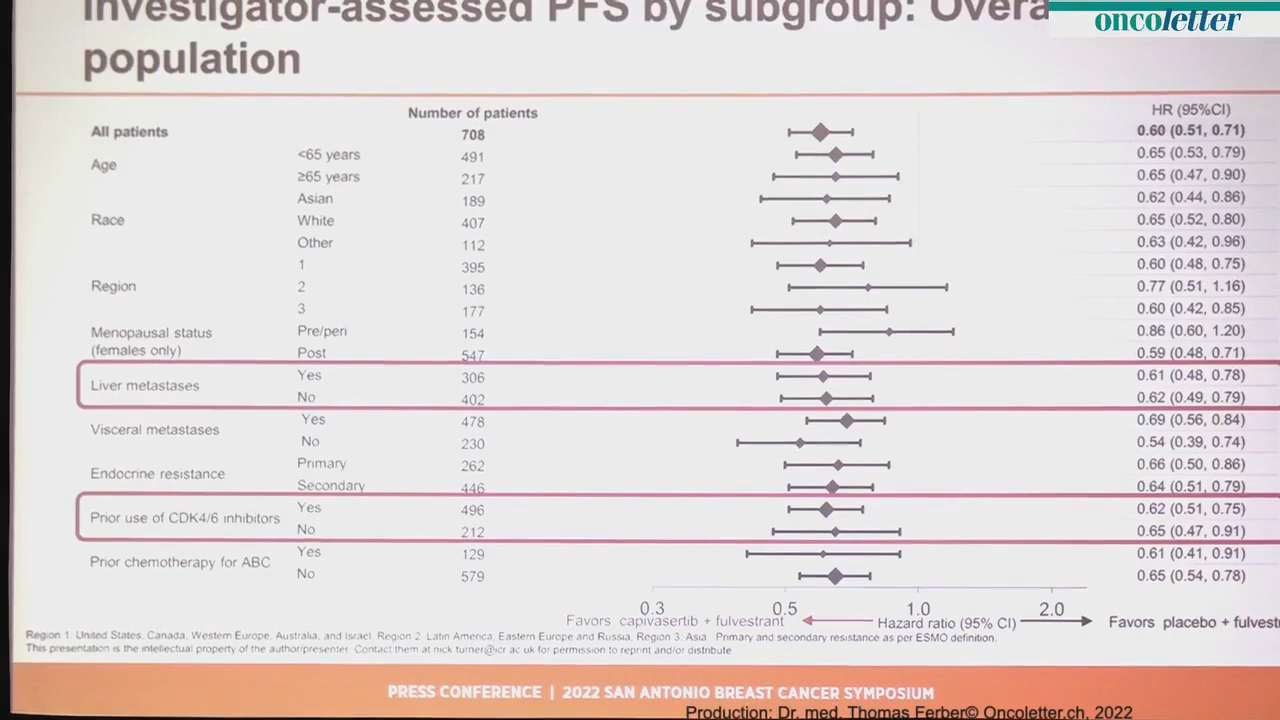 Investigator-assessed PFS by subgroup: Overa
oncoletter
population
Number of patients
HR (95%CI)
All patients 708 0.60 (0.51, 0.71)
Age
<65 years 491 0.65 (0.53, 0.79)
≥65 years 217 0.65 (0.47, 0.90)
Race
Asian 189 0.62 (0.44, 0.86)
White 407 0.65 (0.52, 0.80)
Other 112 0.63 (0.42, 0.96)
Region
1 395 0.60 (0.48, 0.75)
2 136 0.77 (0.51, 1.16)
3 177 0.60 (0.42, 0.85)
Menopausal status
(females only)
Pre/peri 154 0.86 (0.60, 1.20)
Post 547 0.59 (0.48, 0.71)
Liver metastases
Yes 306 0.61 (0.48, 0.78)
No 402 0.62 (0.49, 0.79)
Visceral metastases
Yes 478 0.69 (0.56, 0.84)
No 230 0.54 (0.39, 0.74)
Endocrine resistance
Primary 262 0.66 (0.50, 0.86)
Secondary 446 0.64 (0.51, 0.79)
Prior use of CDK4/6 inhibitors
Yes 496 0.62 (0.51, 0.75)
No 212 0.65 (0.47, 0.91)
Prior chemotherapy for ABC
Yes 129 0.61 (0.41, 0.91)
No 579 0.65 (0.54, 0.78)
0.3 0.5 1.0 2.0
Favors capivasertib + fulvestrant Hazard ratio (95% CI) Favors placebo + fulvest
Region 1: United States, Canada, Western Europe, Australia, and Israel, Region 2: Latin America, Eastern Europe and Russia, Region 3: Asia. Primary and secondary resistance as per ESMO definition.
This presentation is the intellectual property of the author/presenter. Contact them at nick.turner@icr.ac.uk for permission to reprint and/or distribute
PRESS CONFERENCE | 2022 SAN ANTONIO BREAST CANCER SYMPOSIUM
Production: Dr. med. Thomas Ferber© Oncoletter.ch, 2022